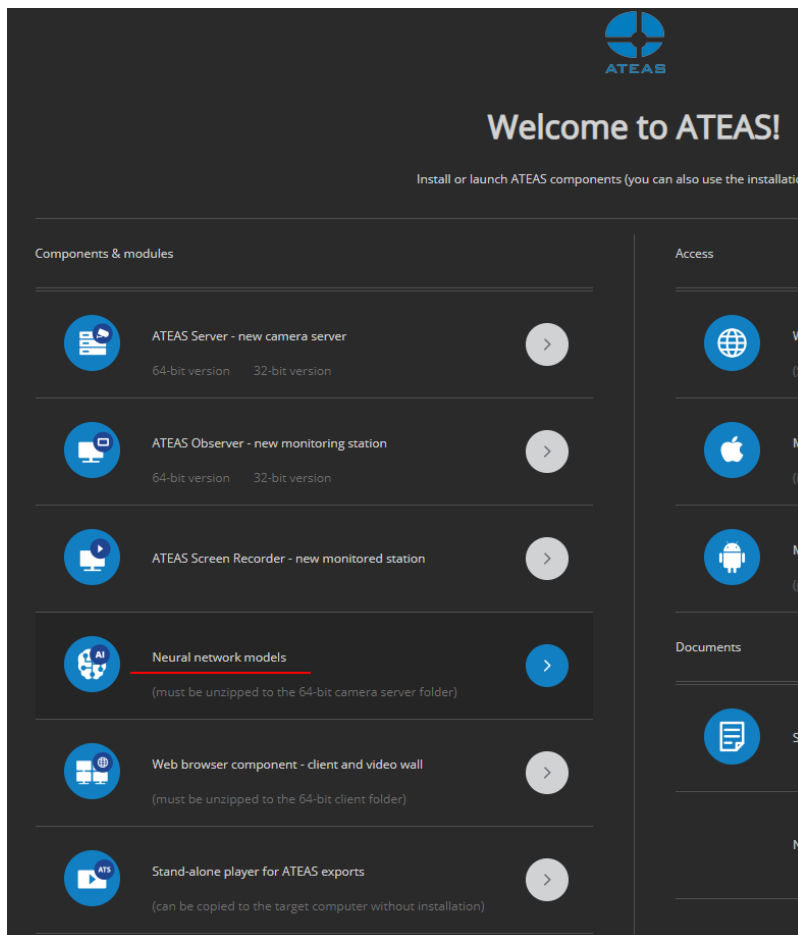 ATEAS
Welcome to ATEAS!
Install or launch ATEAS components (you can also use the
Components & modules
ATEAS Server - new camera server
64-bit version 32-bit version
ATEAS Observer - new monitoring station
64-bit version 32-bit version
ATEAS Screen Recorder - new monitored station
AI
Neural network models
(must be unzipped to the 64-bit camera server folder)
Web browser component - client and video wall
(must be unzipped to the 64-bit client folder)
ATS
Stand-alone player for ATEAS exports
(can be copied to the target computer without installation)
Access
Documents